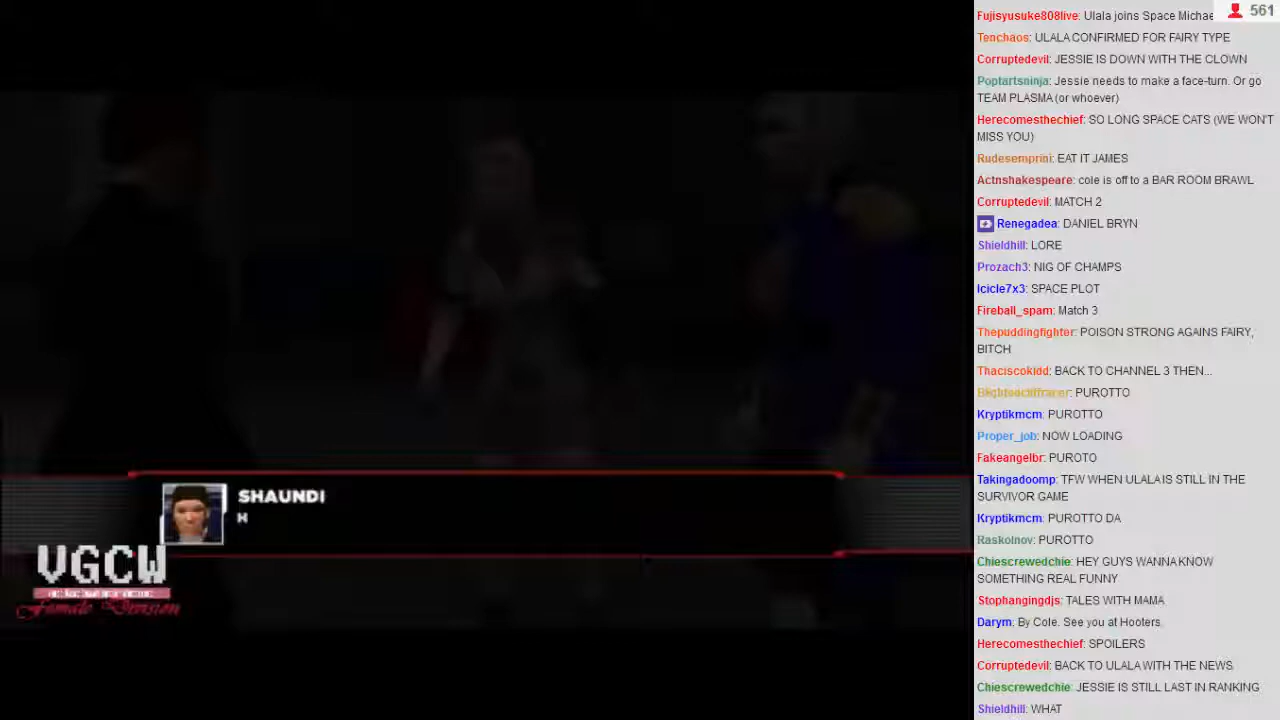 SHAUNDI
H
VGCW
Female Division
561
Fujisyusuke808live: Ulala joins Space Michae
Tenchaos: ULALA CONFIRMED FOR FAIRY TYPE
Corruptedevil: JESSIE IS DOWN WITH THE CLOWN
Poptartsninja: Jessie needs to make a face-turn. Or go
TEAM PLASMA (or whoever)
Herecomesthechief: SO LONG SPACE CATS (WE WON'T
MISS YOU)
Rudesemprini: EAT IT JAMES
Actnshakespeare: cole is off to a BAR ROOM BRAWL
Corruptedevil: MATCH 2
Renegadea: DANIEL BRYN
Shieldhill: LORE
Prozach3: NIG OF CHAMPS
Icicle7x3: SPACE PLOT
Fireball_spam: Match 3
Thepuddingfighter: POISON STRONG AGAINS FAIRY,
BITCH
Thaciscokidd: BACK TO CHANNEL 3 THEN...
PUROTTO
Kryptikmcm: PUROTTO
Proper_job: NOW LOADING
Fakeangelbr: PUROTO
Takingadoomp: TFW WHEN ULALA IS STILL IN THE
SURVIVOR GAME
Kryptikmcm: PUROTTO DA
Raskolnov: PUROTTO
Chiescrewedchie: HEY GUYS WANNA KNOW
SOMETHING REAL FUNNY
Stophangingdjs: TALES WITH MAMA
Darym: By Cole. See you at Hooters.
Herecomesthechief: SPOILERS
Corruptedevil: BACK TO ULALA WITH THE NEWS
Chiescrewedchie: JESSIE IS STILL LAST IN RANKING
Shieldhill: WHAT